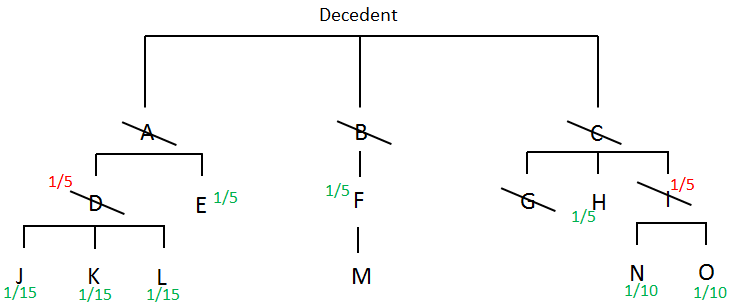 Decedent
A B C
1/5 D E 1/5 1/5 F G 1/5 H I 1/5
J K L M N O
1/15 1/15 1/15 1/10 1/10